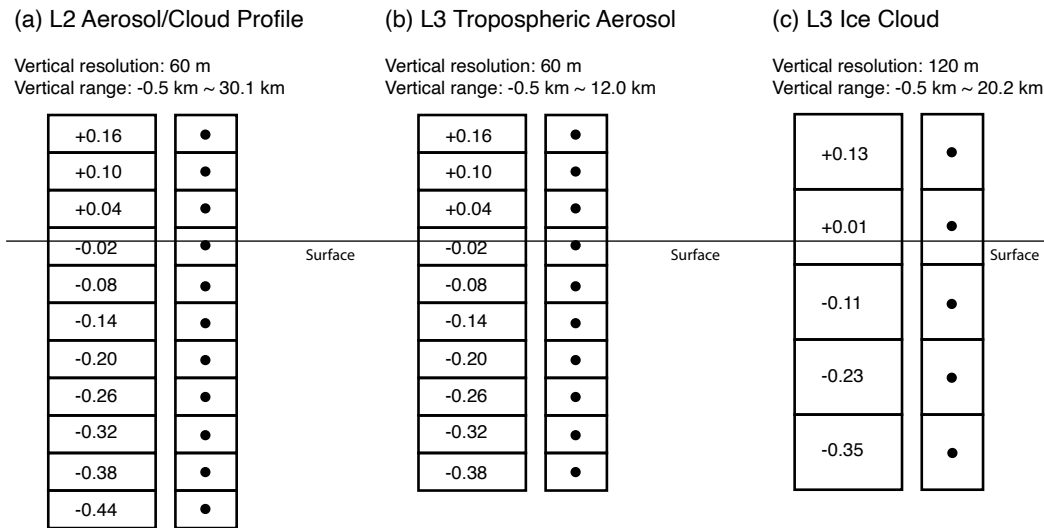 (a) L2 Aerosol/Cloud Profile
Vertical resolution: 60 m
Vertical range: -0.5 km ~ 30.1 km
+0.16
+0.10
+0.04
-0.02
Surface
-0.08
-0.14
-0.20
-0.26
-0.32
-0.38
-0.44
(b) L3 Tropospheric Aerosol
Vertical resolution: 60 m
Vertical range: -0.5 km ~ 12.0 km
+0.16
+0.10
+0.04
-0.02
Surface
-0.08
-0.14
-0.20
-0.26
-0.32
-0.38
(c) L3 Ice Cloud
Vertical resolution: 120 m
Vertical range: -0.5 km ~ 20.2 km
+0.13
+0.01
Surface
-0.11
-0.23
-0.35